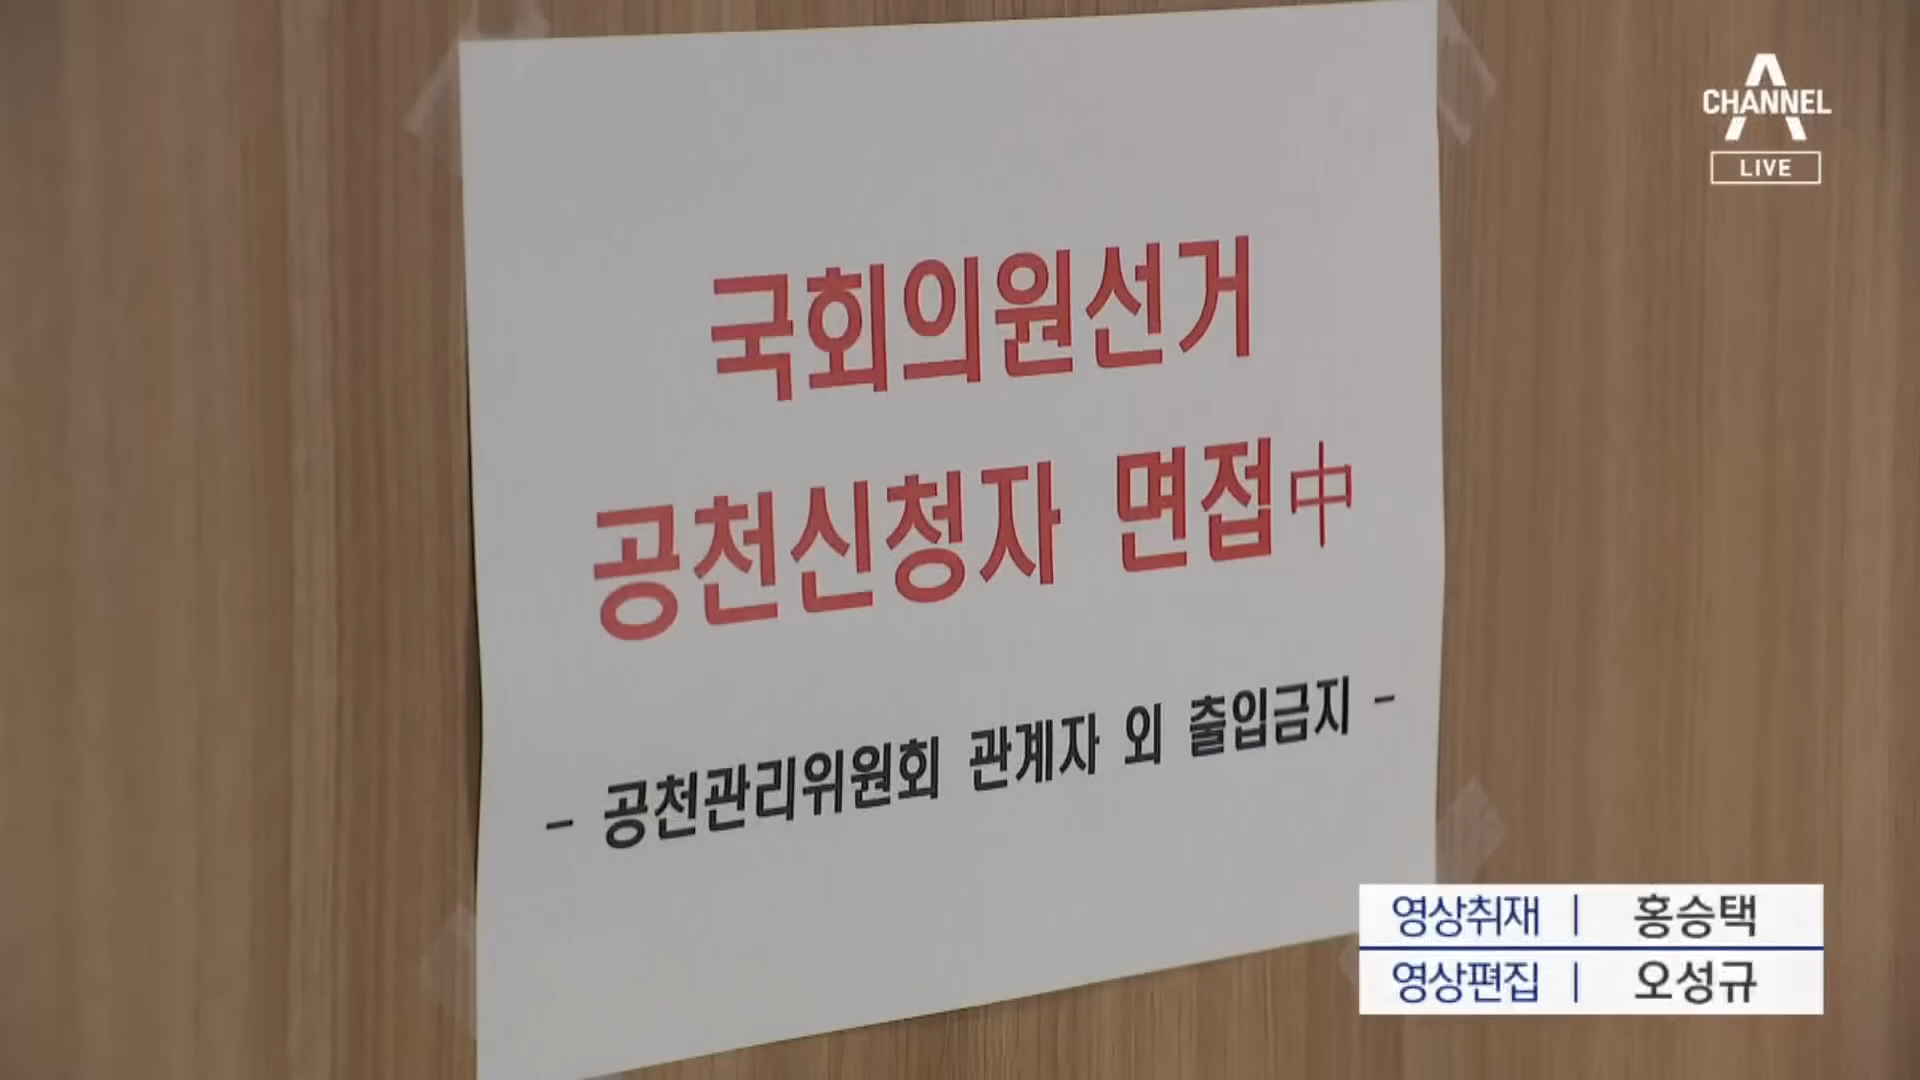 CHANNEL A
LIVE
국회의원선거
공천신청자 면접中
- 공천관리위원회 관계자 외 출입금지 -
영상취재 | 홍승택
영상편집 | 오성규